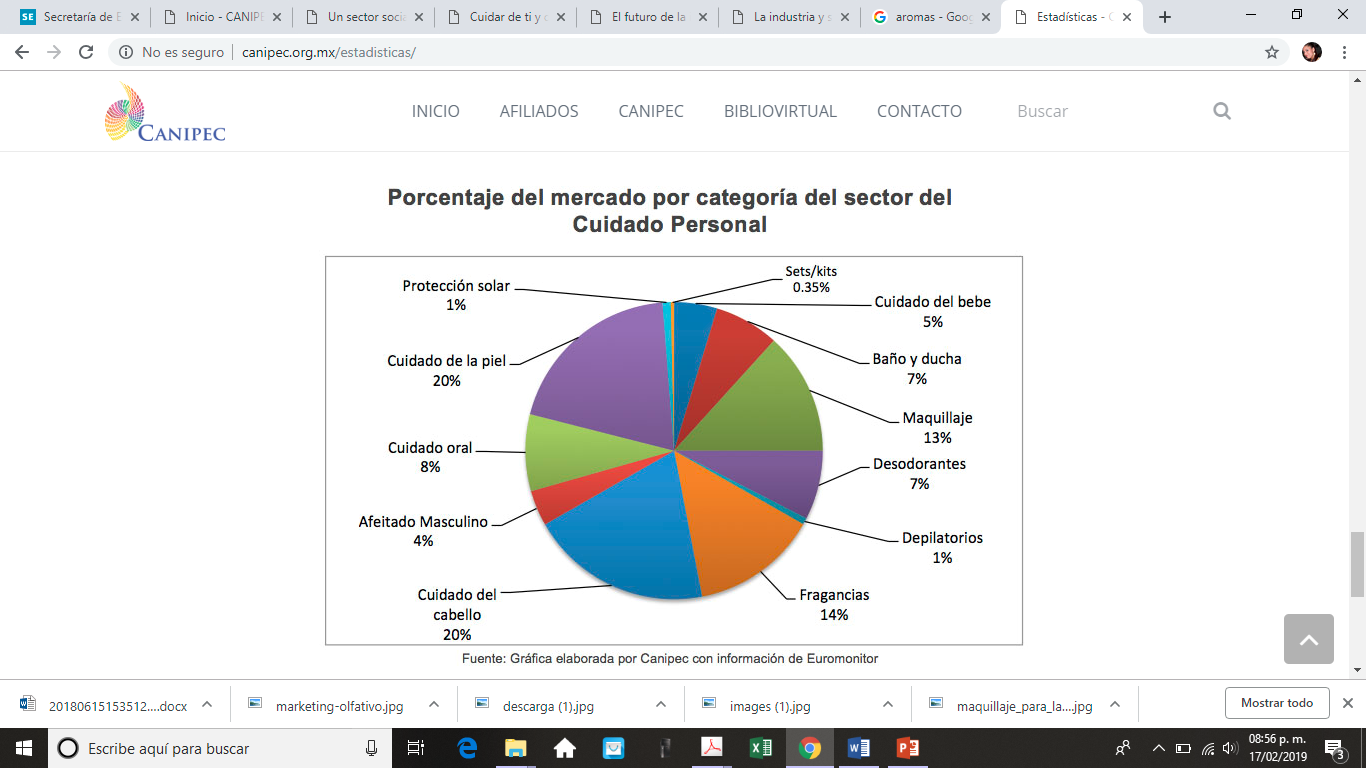 Secretaría de E
Inicio - CANIPE
Un sector socia
Cuidar de ti y c
El futuro de la
La industria y s
aromas - Goog
Estadísticas - C
No es seguro | canipec.org.mx/estadisticas/
CANIPEC
INICIO
AFILIADOS
CANIPEC
BIBLIOVIRTUAL
CONTACTO
Buscar
Porcentaje del mercado por categoría del sector del
Cuidado Personal
Sets/kits
0.35%
Protección solar
1%
Cuidado del bebe
5%
Cuidado de la piel
20%
Baño y ducha
7%
Maquillaje
13%
Cuidado oral
8%
Desodorantes
7%
Afeitado Masculino
4%
Depilatorios
1%
Cuidado del
cabello
20%
Fragancias
14%
Fuente: Gráfica elaborada por Canipec con información de Euromonitor
20180615153512....docx
marketing-olfativo.jpg
descarga (1).jpg
images (1).jpg
maquillaje_para_la....jpg
Mostrar todo
Escribe aquí para buscar
08:56 p. m.
17/02/2019
3